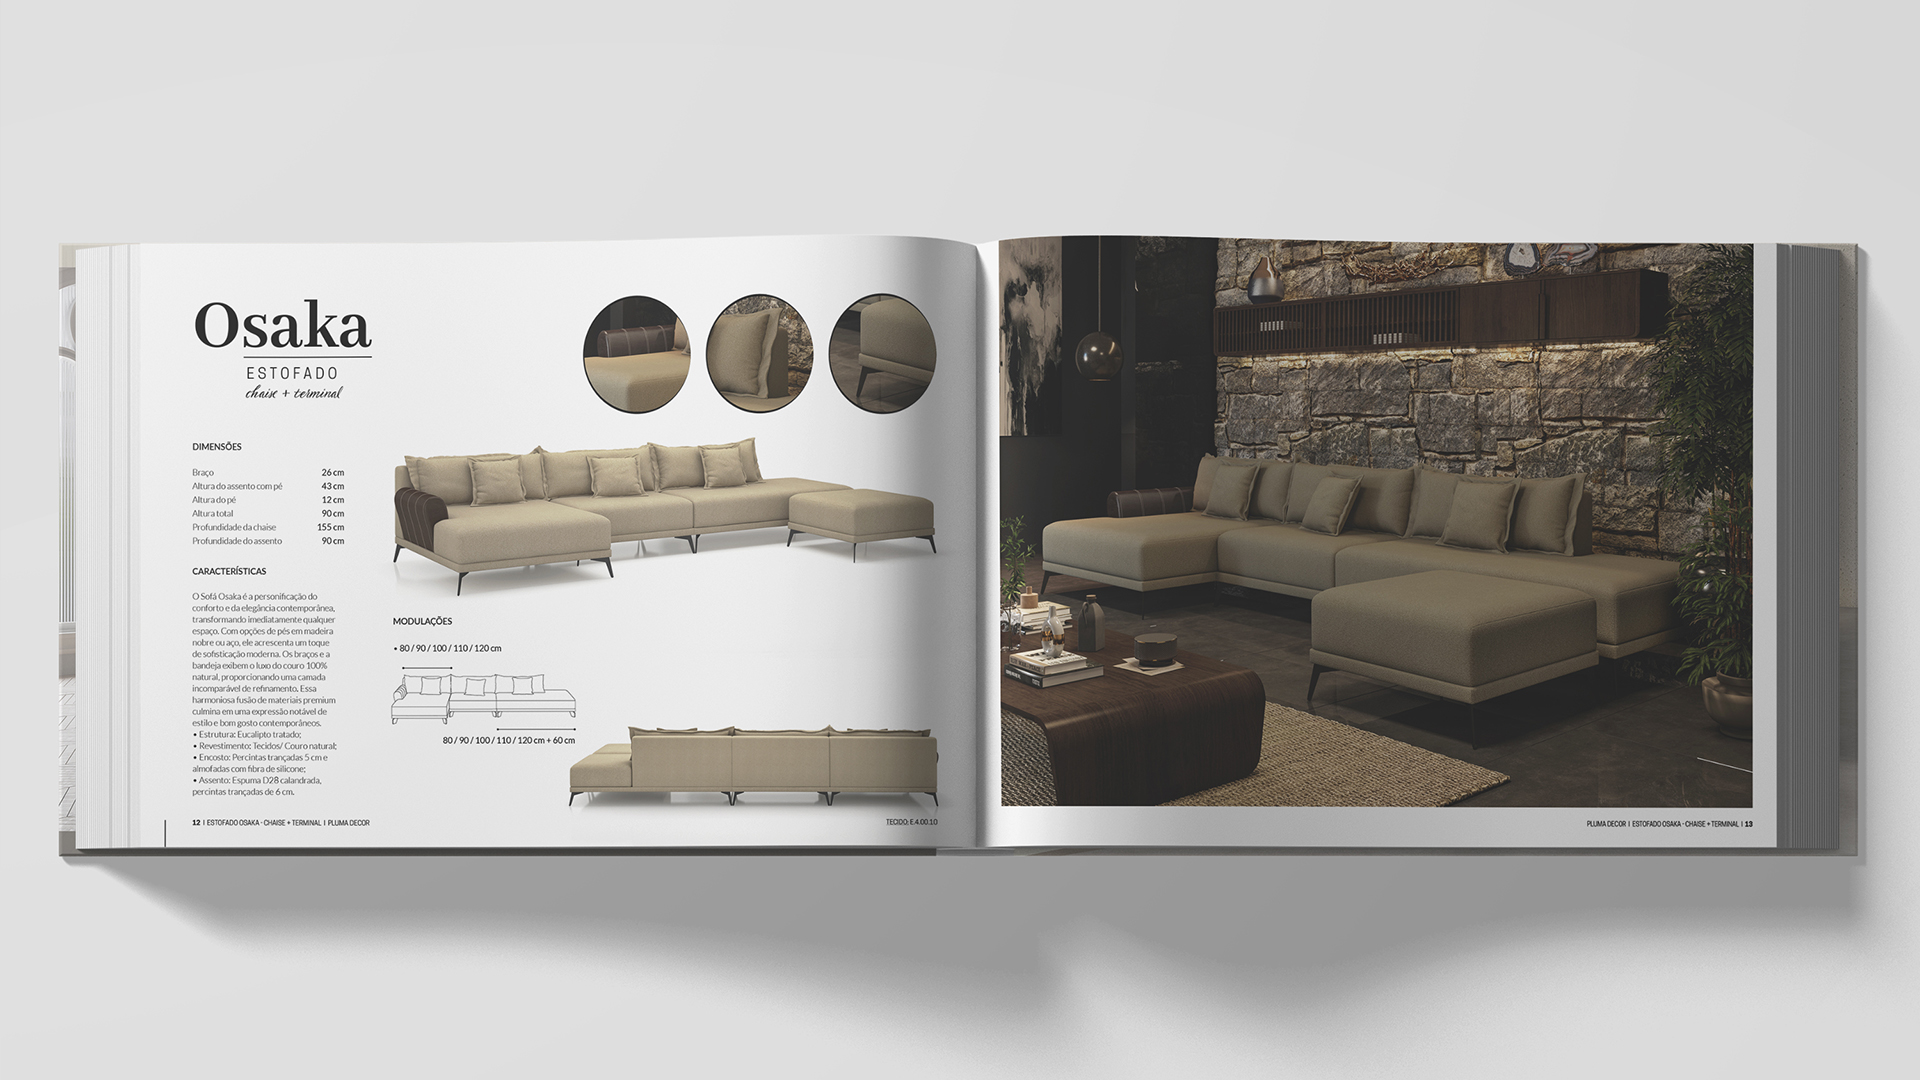 Osaka
ESTOFADO
chaise + terminal
DIMENSÕES
Braço 26 cm
Altura do assento com pé 43 cm
Altura do pé 12 cm
Altura total 90 cm
Profundidade da chaise 155 cm
Profundidade do assento 90 cm
CARACTERÍSTICAS
O Sofá Osaka é a personificação do
conforto e da elegância contemporânea,
transformando imediatamente qualquer
espaço. Com opções de pés em madeira
nobre ou aço, ele acrescenta um toque
de sofisticação moderna. Os braços e a
bandeja exibem o luxo do couro 100%
natural, proporcionando uma camada
incomparável de refinamento. Essa
harmoniosa fusão de materiais premium
culmina em uma expressão notável de
estilo e bom gosto contemporâneos.
• Estrutura: Eucalipto tratado;
• Revestimento: Tecidos/ Couro natural;
• Encosto: Percintas trançadas 5 cm e
almofadas com fibra de silicone;
• Assento: Espuma D28 calandrada,
percintas trançadas de 6 cm.
MODULAÇÕES
• 80 / 90 / 100 / 110 / 120 cm
80 / 90 / 100 / 110 / 120 cm + 60 cm
12 | ESTOFADO OSAKA - CHAISE + TERMINAL | PLUMA DECOR
TECIDO: E.4.00.10
PLUMA DECOR | ESTOFADO OSAKA - CHAISE + TERMINAL | 13